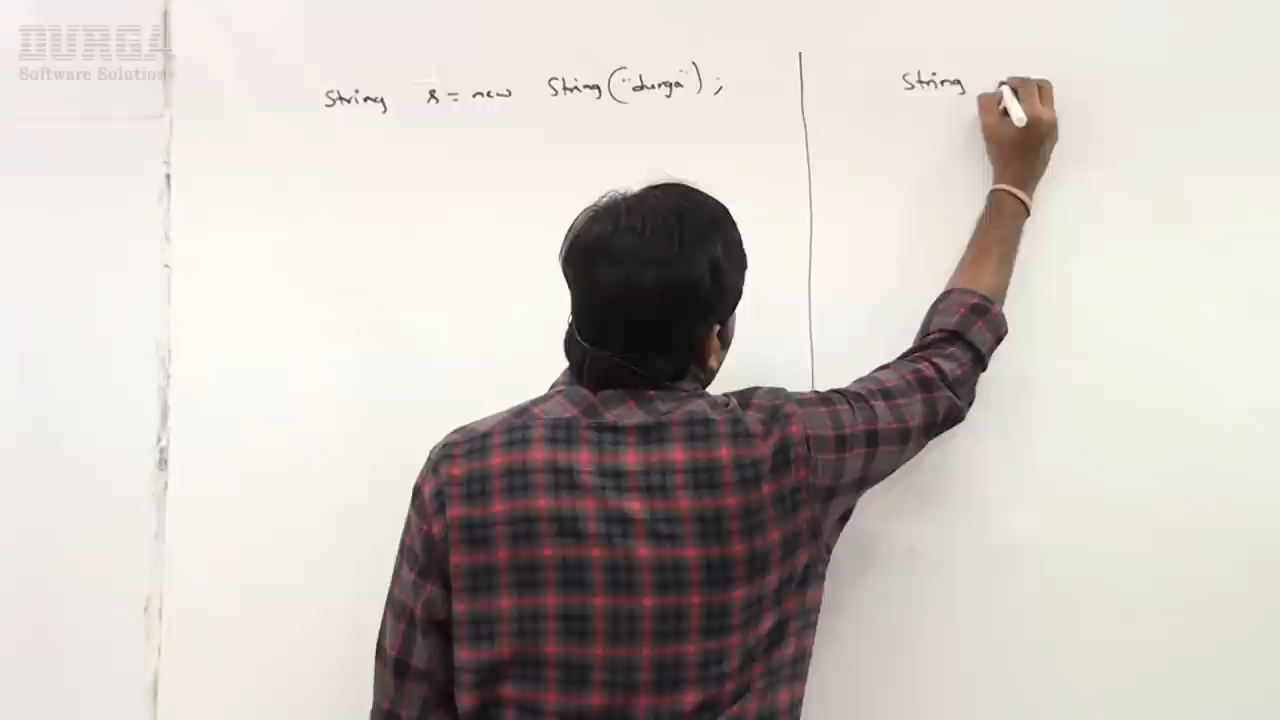 DURGA
Software Solutions
String s = new String("durga");
String